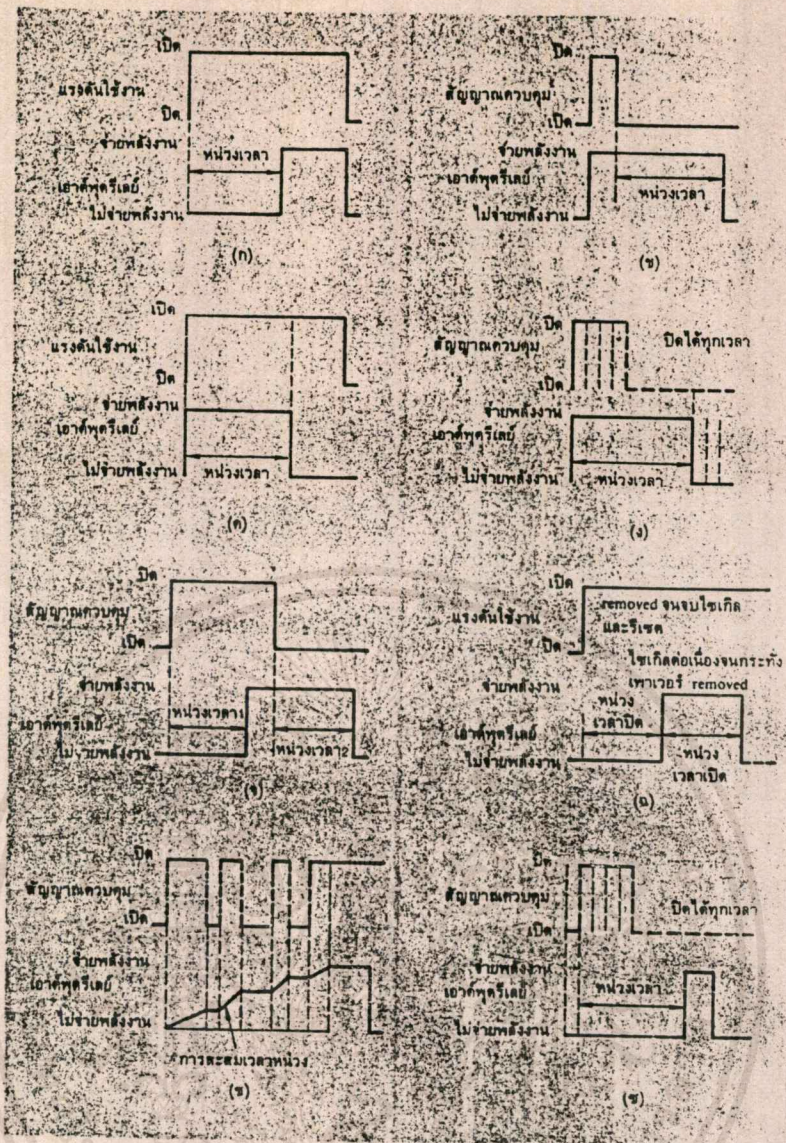 เปิด
แรงดันใช้งาน
ปิด
จ่ายพลังงาน
หน่วงเวลา
เอาต์พุตรีเลย์
ไม่จ่ายพลังงาน
(ก)
ปิด
สัญญาณควบคุม
เปิด
จ่ายพลังงาน
เอาต์พุตรีเลย์
หน่วงเวลา
ไม่จ่ายพลังงาน
(ข)
เปิด
แรงดันใช้งาน
ปิด
จ่ายพลังงาน
เอาต์พุตรีเลย์
ไม่จ่ายพลังงาน
หน่วงเวลา
(ค)
ปิด
สัญญาณควบคุม
ปิดได้ทุกเวลา
เปิด
จ่ายพลังงาน
เอาต์พุตรีเลย์
ไม่จ่ายพลังงาน
หน่วงเวลา
(ง)
ปิด
สัญญาณควบคุม
เปิด
จ่ายพลังงาน
หน่วงเวลา1
เอาต์พุตรีเลย์
หน่วงเวลา2
ไม่จ่ายพลังงาน
(จ)
เปิด
removed จนจบไซเกิล
แรงดันใช้งาน
และรีเซต
ปิด
ไซเกิลต่อเนื่องจนกระทั่ง
จ่ายพลังงาน
เพาเวอร์ removed
หน่วง
เวลาปิด
เอาต์พุตรีเลย์
ไม่จ่ายพลังงาน
หน่วง
เวลาเปิด
(ฉ)
ปิด
สัญญาณควบคุม
เปิด
จ่ายพลังงาน
เอาต์พุตรีเลย์
ไม่จ่ายพลังงาน
การสะสมเวลาหน่วง
(ช)
ปิด
สัญญาณควบคุม
ปิดได้ทุกเวลา
เปิด
จ่ายพลังงาน
เอาต์พุตรีเลย์
หน่วงเวลา
ไม่จ่ายพลังงาน
(ซ)